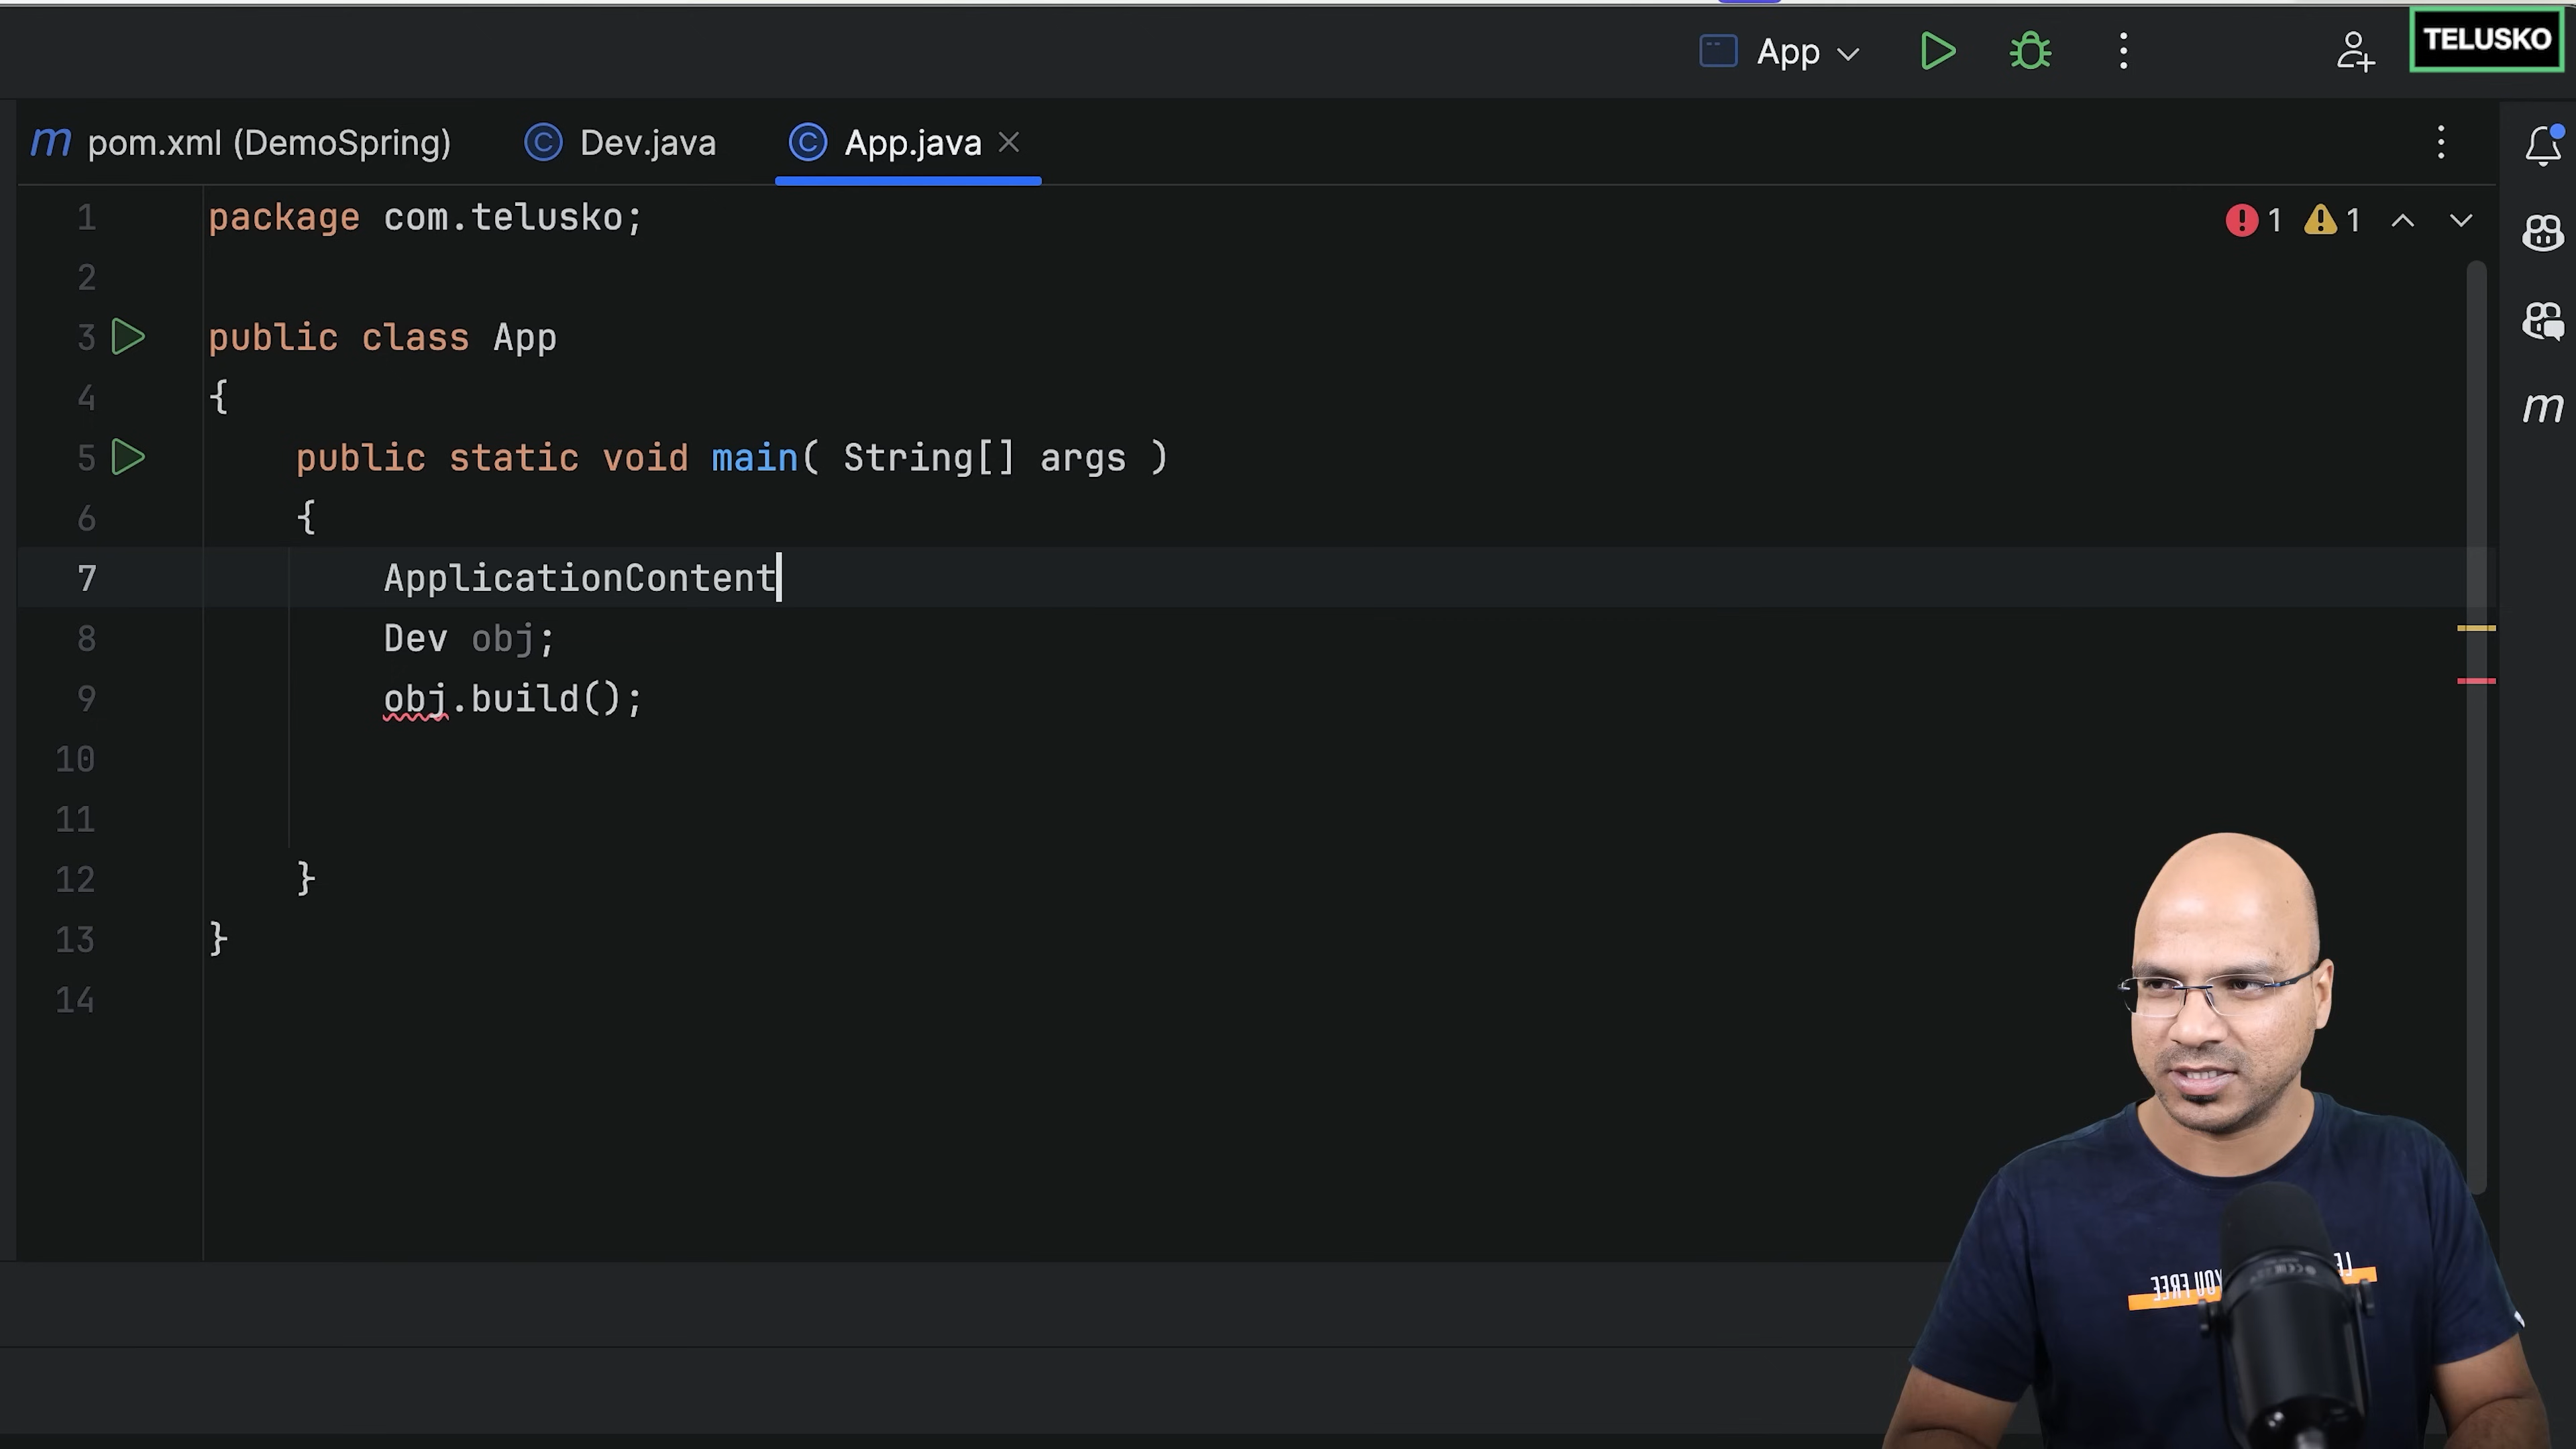 App
TELUSKO
m pom.xml (DemoSpring) Dev.java App.java
1 package com.telusko; 1 1
2
3 public class App
4 {
5 public static void main( String[] args )
6 {
7 ApplicationContent
8 Dev obj;
9 obj.build();
10
11
12 }
13 }
14
m
YOU FREE